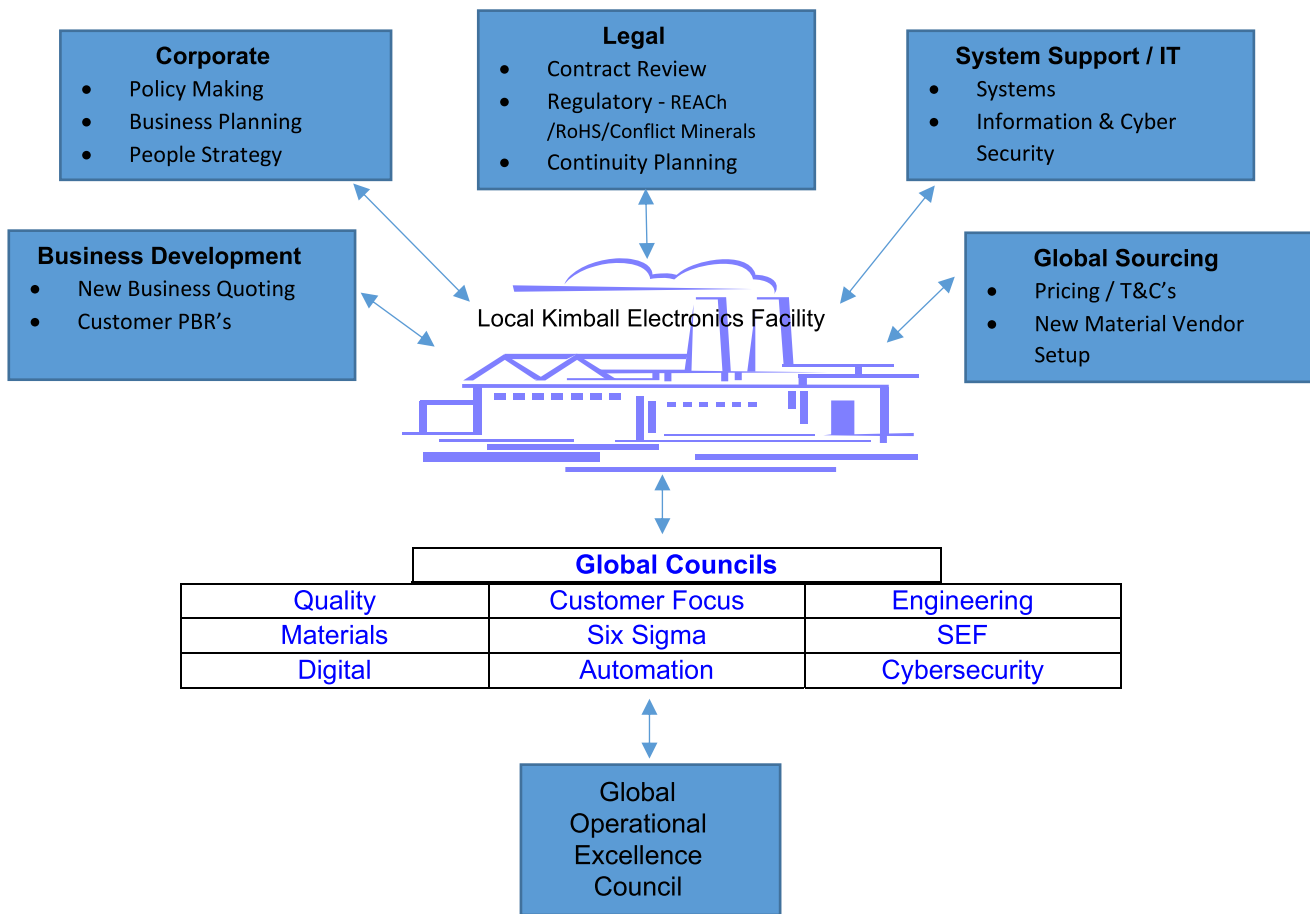 Corporate
• Policy Making
• Business Planning
• People Strategy
Legal
• Contract Review
• Regulatory - REACh
/RoHS/Conflict Minerals
• Continuity Planning
System Support / IT
• Systems
• Information & Cyber
Security
Business Development
• New Business Quoting
• Customer PBR's
Global Sourcing
• Pricing / T&C's
• New Material Vendor
Setup
Local Kimball Electronics Facility
Global Councils
Quality Customer Focus Engineering
Materials Six Sigma SEF
Digital Automation Cybersecurity
Global
Operational
Excellence
Council